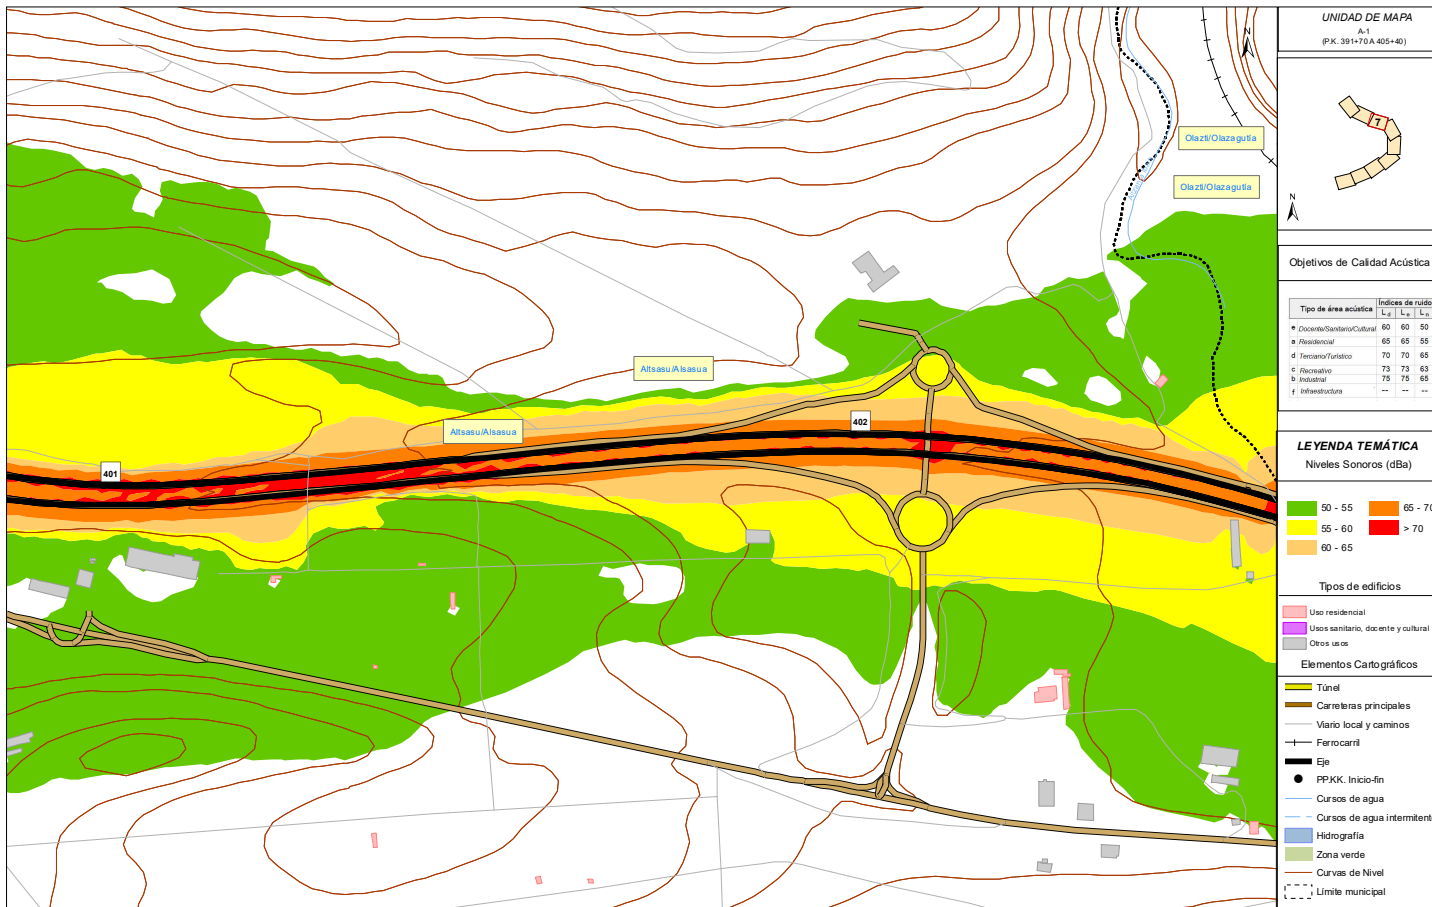 UNIDAD DE MAPA
A-1
(P.K. 391+70 A 405+40)
N
7
N
Olazti/Olazagutía
Olazti/Olazagutía
Altsasu/Alsasua
Altsasu/Alsasua
401
402
Objetivos de Calidad Acústica
Tipo de área acústica
Índices de ruido
L d L e L n
e Docente/Sanitario/Cultural 60 60 50
a Residencial 65 65 55
d Terciario/Turístico 70 70 65
c Recreativo 73 73 63
b Industrial 75 75 65
f Infraestructura -- -- --
LEYENDA TEMÁTICA
Niveles Sonoros (dBa)
50 - 55 65 - 70
55 - 60 > 70
60 - 65
Tipos de edificios
Uso residencial
Usos sanitario, docente y cultural
Otros usos
Elementos Cartográficos
Túnel
Carreteras principales
Viario local y caminos
Ferrocarril
Eje
PP.KK. Inicio-fin
Cursos de agua
Cursos de agua intermitente
Hidrografía
Zona verde
Curvas de Nivel
Límite municipal